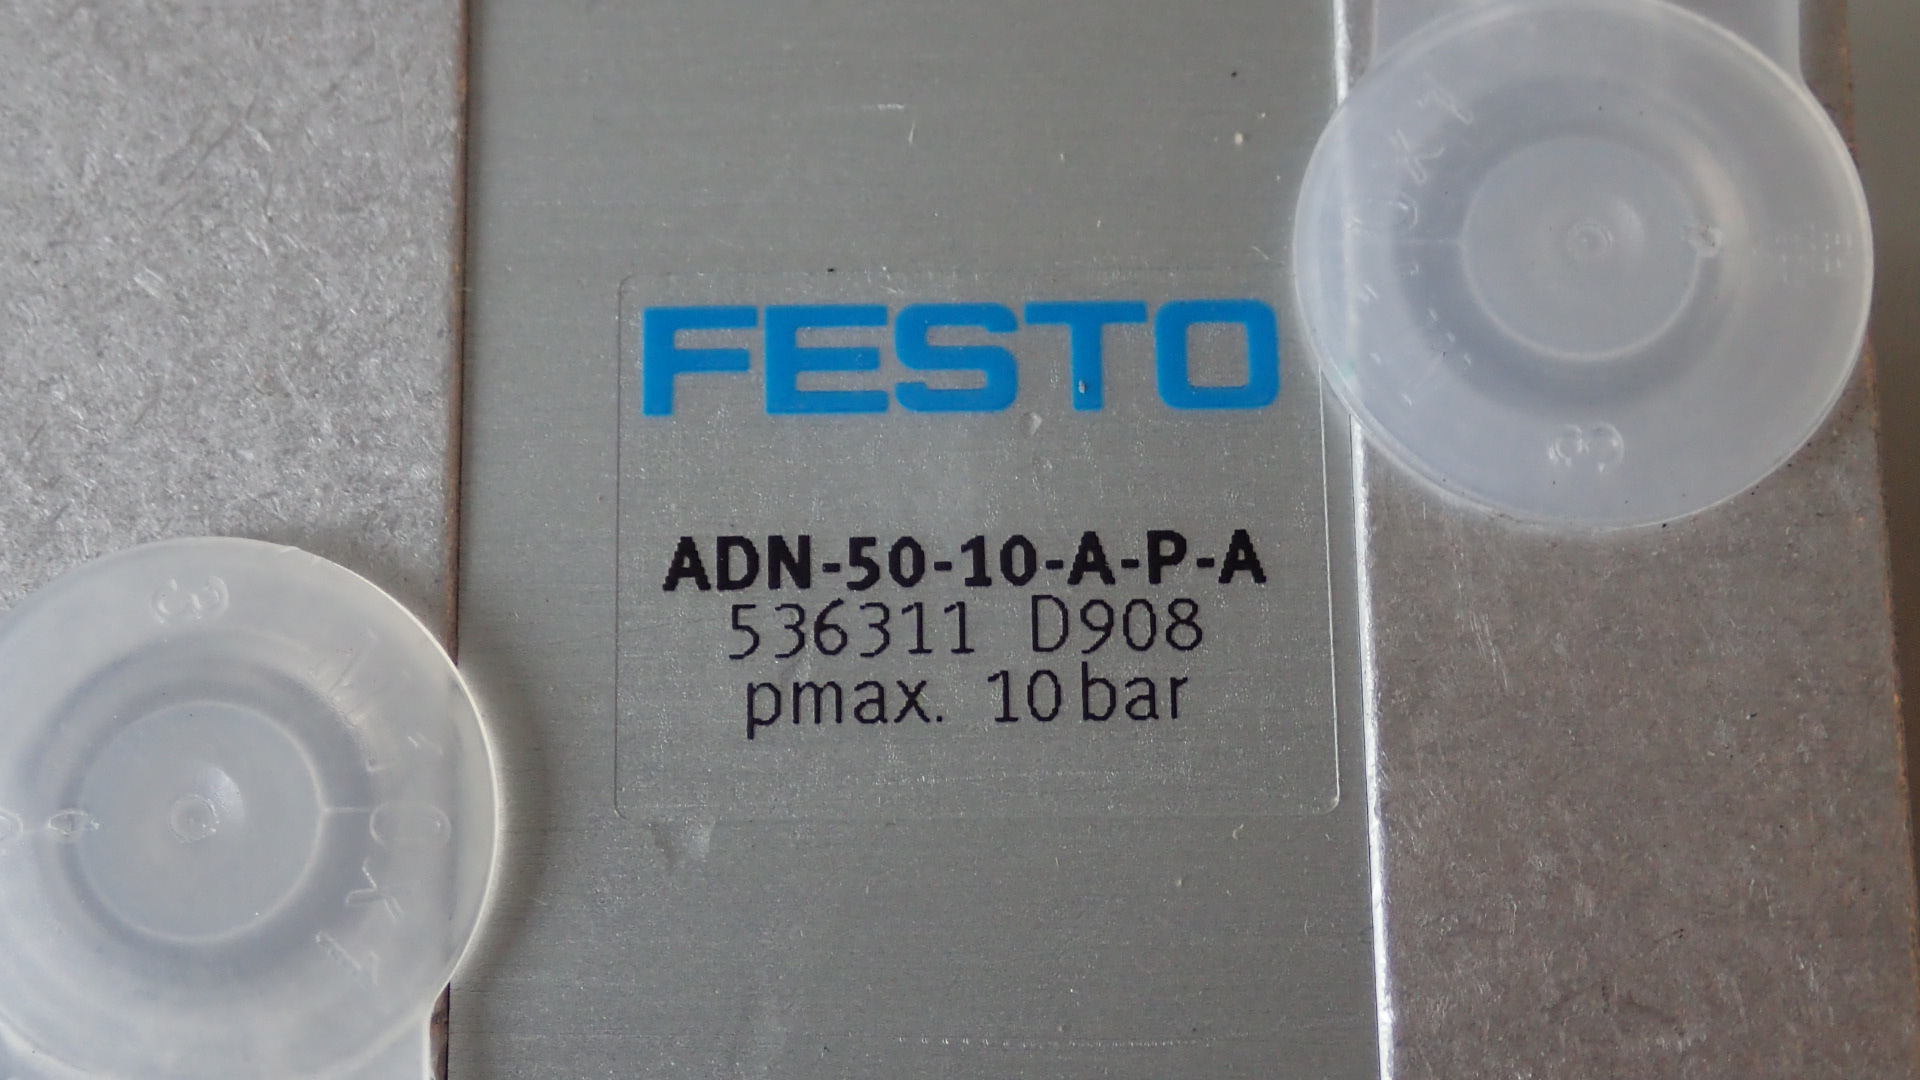 FESTO
ADN-50-10-A-P-A
536311 D908
pmax. 10 bar